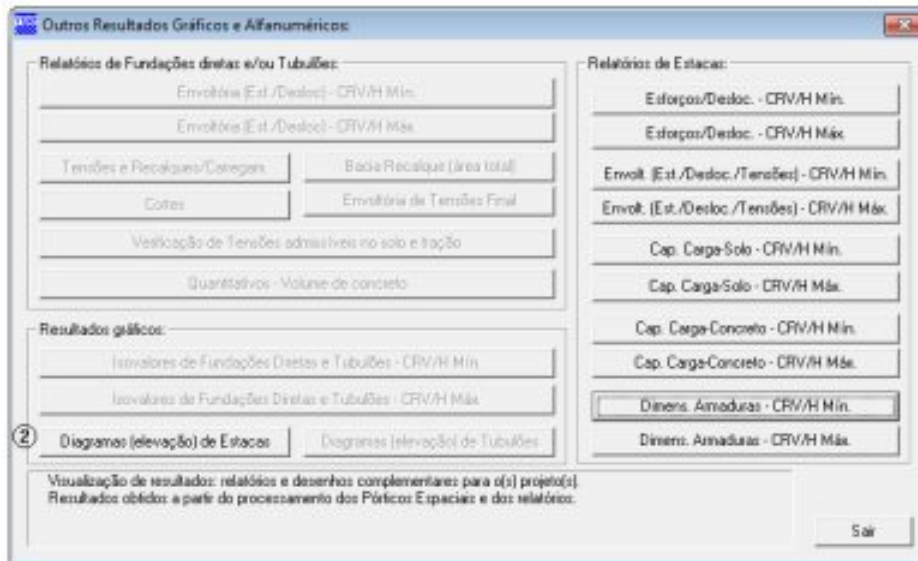 Outros Resultados Gráficos e Alfanuméricos:
Relatórios de Fundações diretas e/ou Tubulões:
Envoltória (Esf./Desloc) - CRV/H Mín.
Envoltória (Esf./Desloc) - CRV/H Máx.
Tensões e Recalques/Carregam.
Bacia Recalque (área total)
Cortes
Envoltória de Tensões Final
Verificação de Tensões admissíveis no solo e tração
Quantitativos - Volume de concreto
Resultados gráficos:
Isovalores de Fundações Diretas e Tubulões - CRV/H Mín
Isovalores de Fundações Diretas e Tubulões - CRV/H Máx
② Diagramas (elevação) de Estacas
Diagramas (elevação) de Tubulões
Relatórios de Estacas:
Esforços/Desloc. - CRV/H Mín.
Esforços/Desloc. - CRV/H Máx.
Envolt. (Esf./Desloc./Tensões) - CRV/H Mín.
Envolt. (Esf./Desloc./Tensões) - CRV/H Máx.
Cap. Carga-Solo - CRV/H Mín.
Cap. Carga-Solo - CRV/H Máx.
Cap. Carga-Concreto - CRV/H Mín.
Cap. Carga-Concreto - CRV/H Máx.
Dimens. Armaduras - CRV/H Mín.
Dimens. Armaduras - CRV/H Máx.
Visualização de resultados: relatórios e desenhos complementares para o(s) projeto(s).
Resultados obtidos a partir do processamento dos Pórticos Espaciais e dos relatórios.
Sair